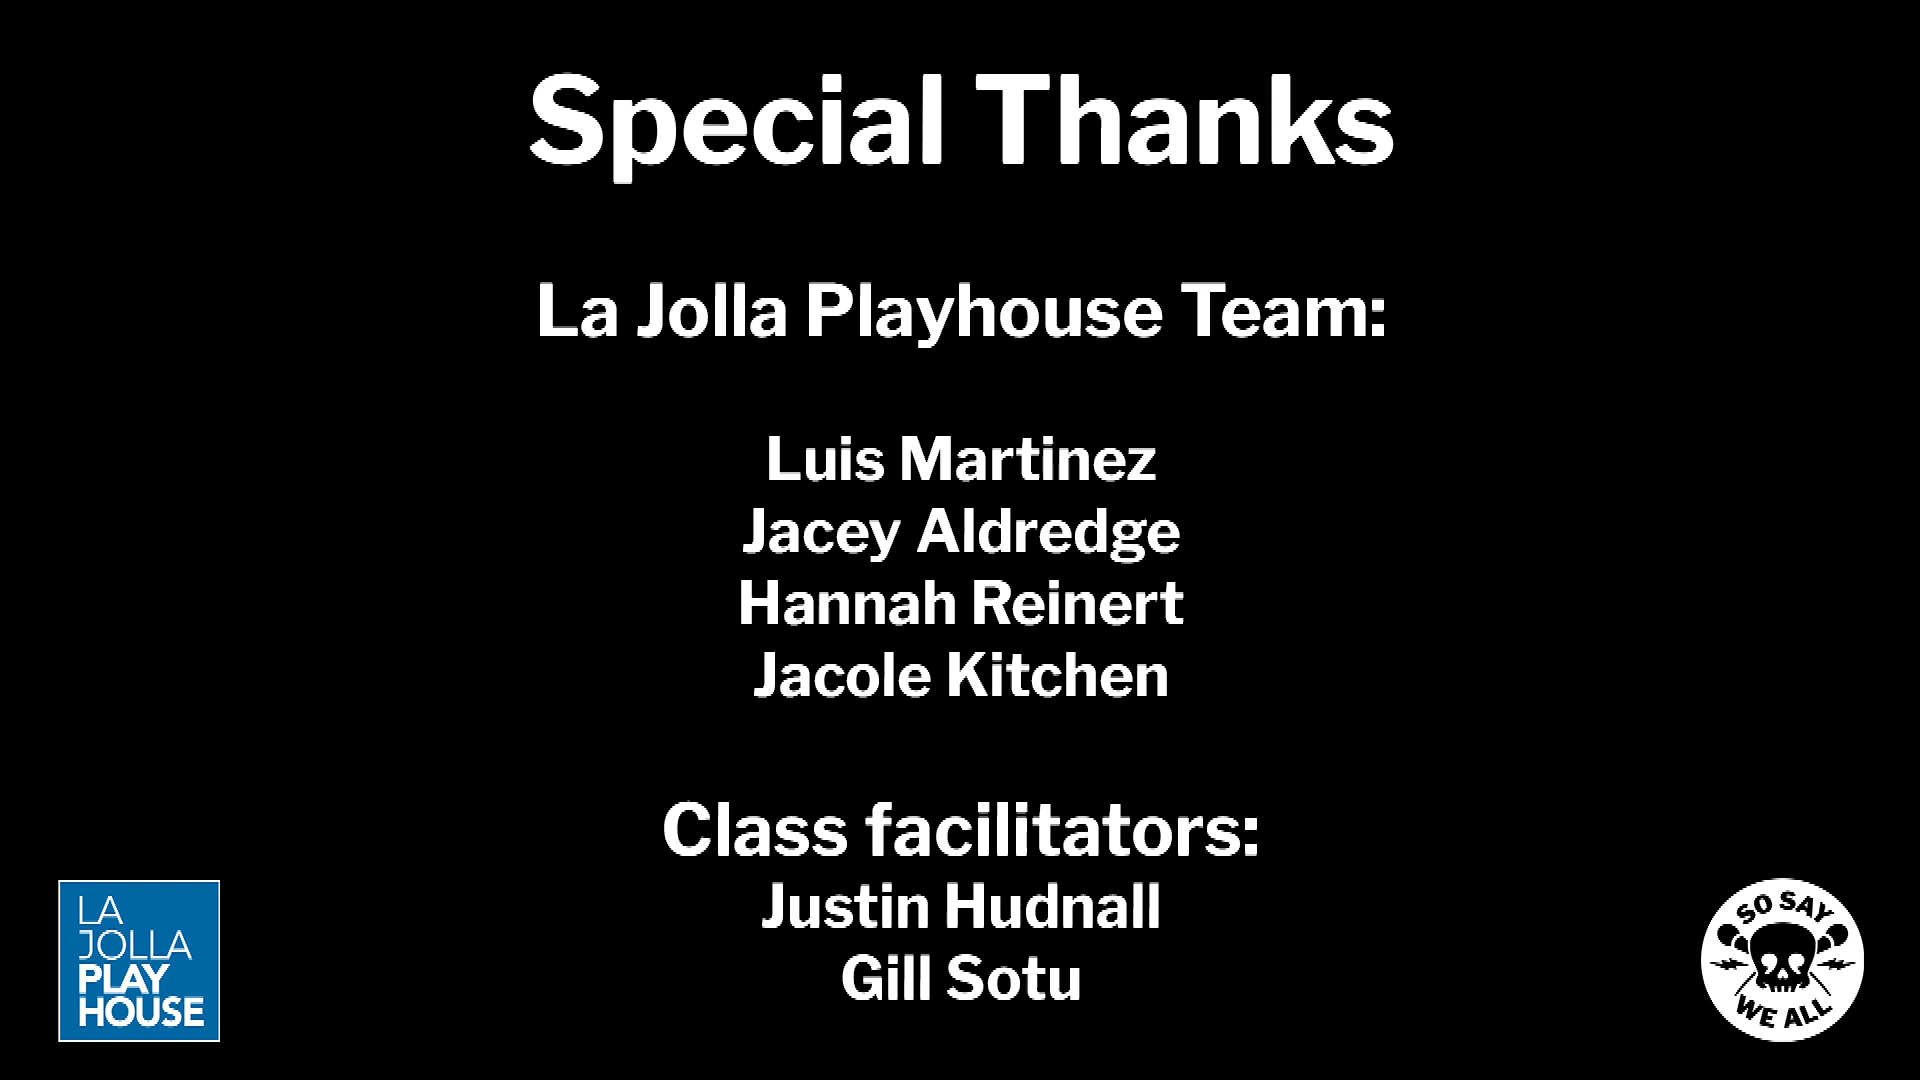 Special Thanks
La Jolla Playhouse Team:
Luis Martinez
Jacey Aldredge
Hannah Reinert
Jacole Kitchen
Class facilitators:
Justin Hudnall
Gill Sotu
LA
JOLLA
PLAY
HOUSE
SO SAY
WE ALL